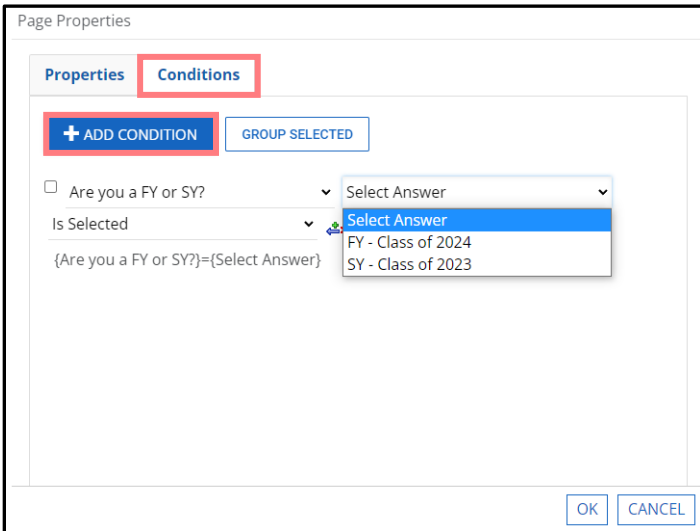 Page Properties
Properties Conditions
+ ADD CONDITION GROUP SELECTED
Are you a FY or SY? Select Answer
Is Selected Select Answer
FY - Class of 2024
{Are you a FY or SY?}={Select Answer} SY - Class of 2023
OK CANCEL